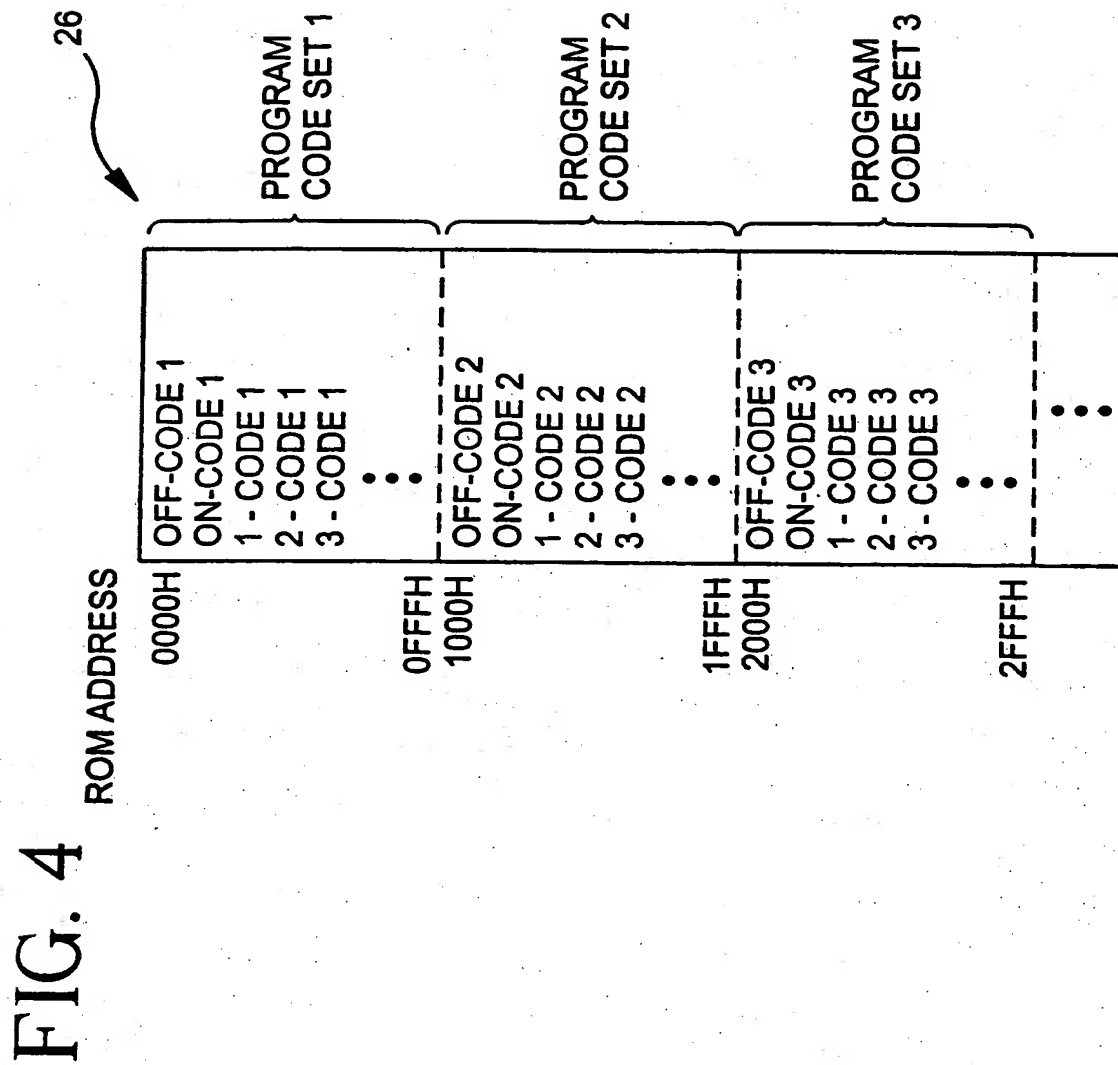 FIG. 4
26
ROM ADDRESS
0000H
OFF-CODE 1
ON-CODE 1
1 - CODE 1
2 - CODE 1
3 - CODE 1
PROGRAM
CODE SET 1
0FFFH
1000H
OFF-CODE 2
ON-CODE 2
1 - CODE 2
2 - CODE 2
3 - CODE 2
PROGRAM
CODE SET 2
1FFFH
2000H
OFF-CODE 3
ON-CODE 3
1 - CODE 3
2 - CODE 3
3 - CODE 3
PROGRAM
CODE SET 3
2FFFH